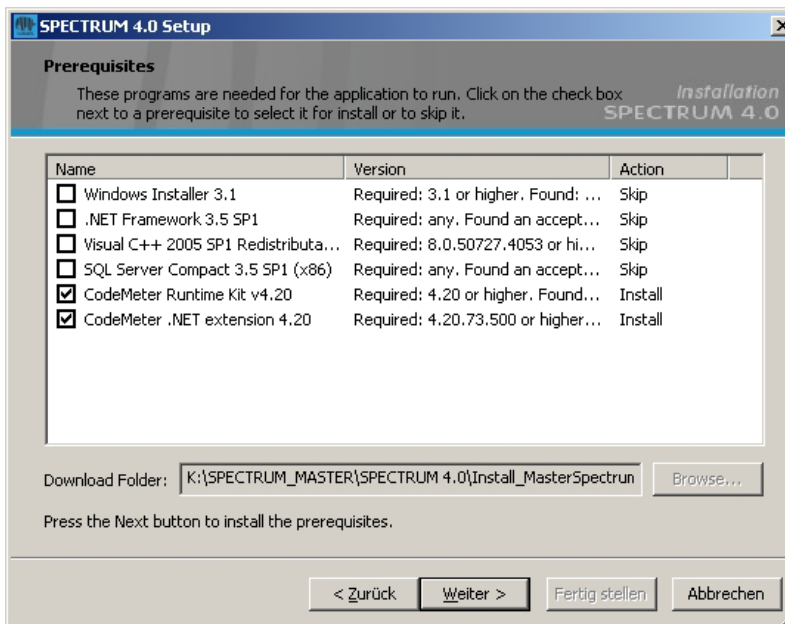 SPECTRUM 4.0 Setup
Prerequisites
These programs are needed for the application to run. Click on the check box
next to a prerequisite to select it for install or to skip it.
Installation
SPECTRUM 4.0
Name Version Action
Windows Installer 3.1 Required: 3.1 or higher. Found: ... Skip
.NET Framework 3.5 SP1 Required: any. Found an accept... Skip
Visual C++ 2005 SP1 Redistributa... Required: 8.0.50727.4053 or hi... Skip
SQL Server Compact 3.5 SP1 (x86) Required: any. Found an accept... Skip
CodeMeter Runtime Kit v4.20 Required: 4.20 or higher. Found... Install
CodeMeter .NET extension 4.20 Required: 4.20.73.500 or higher... Install
Download Folder: K:\SPECTRUM_MASTER\SPECTRUM 4.0\Install_MasterSpectrun Browse...
Press the Next button to install the prerequisites.
< Zurück Weiter > Fertig stellen Abbrechen